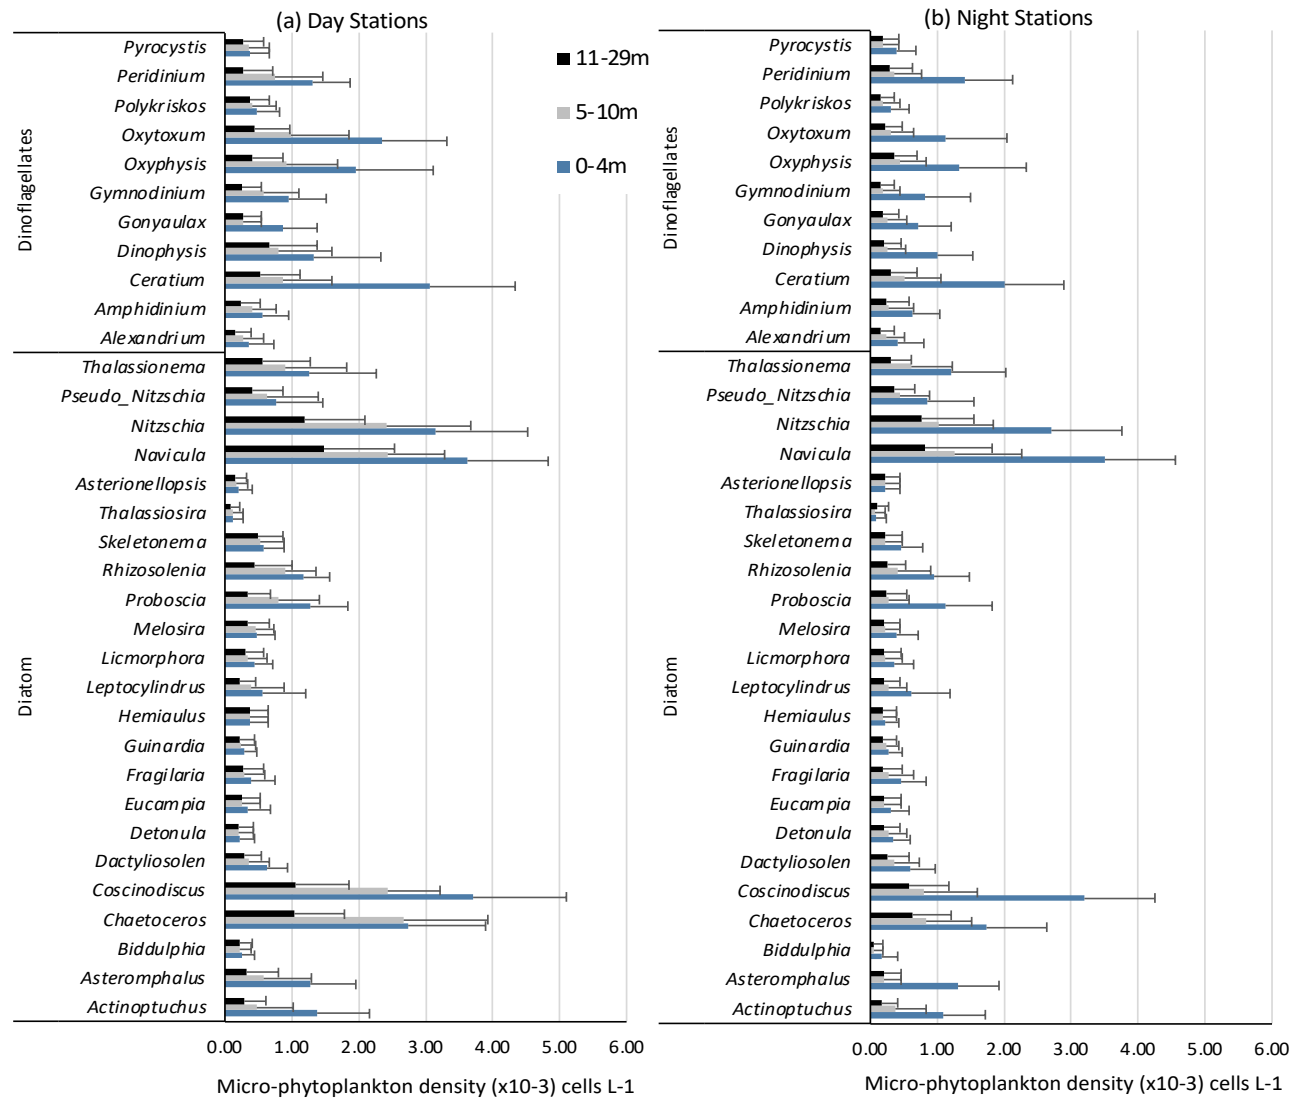 (a) Day Stations
Dinoflagellates
Pyrocystis
Peridinium
Polykriskos
Oxytoxum
Oxyphysis
Gymnodinium
Gonyaulax
Dinophysis
Ceratium
Amphidinium
Alexandrium
Diatom
Thalassionema
Pseudo_Nitzschia
Nitzschia
Navicula
Asterionellopsis
Thalassiosira
Skeletonema
Rhizosolenia
Proboscia
Melosira
Licmorphora
Leptocylindrus
Hemiaulus
Guinardia
Fragilaria
Eucampia
Detonula
Dactyliosolen
Coscinodiscus
Chaetoceros
Biddulphia
Asteromphalus
Actinoptuchus
0.00 1.00 2.00 3.00 4.00 5.00 6.00
Micro-phytoplankton density (x10-3) cells L-1
11-29m
5-10m
0-4m
(b) Night Stations
Dinoflagellates
Pyrocystis
Peridinium
Polykriskos
Oxytoxum
Oxyphysis
Gymnodinium
Gonyaulax
Dinophysis
Ceratium
Amphidinium
Alexandrium
Diatom
Thalassionema
Pseudo_Nitzschia
Nitzschia
Navicula
Asterionellopsis
Thalassiosira
Skeletonema
Rhizosolenia
Proboscia
Melosira
Licmorphora
Leptocylindrus
Hemiaulus
Guinardia
Fragilaria
Eucampia
Detonula
Dactyliosolen
Coscinodiscus
Chaetoceros
Biddulphia
Asteromphalus
Actinoptuchus
0.00 1.00 2.00 3.00 4.00 5.00 6.00
Micro-phytoplankton density (x10-3) cells L-1